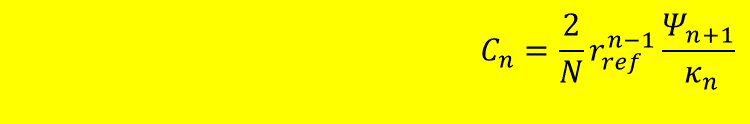 $C_n = \frac{2}{N} r_{ref}^{n-1} \frac{\Psi_{n+1}}{\kappa_n}$